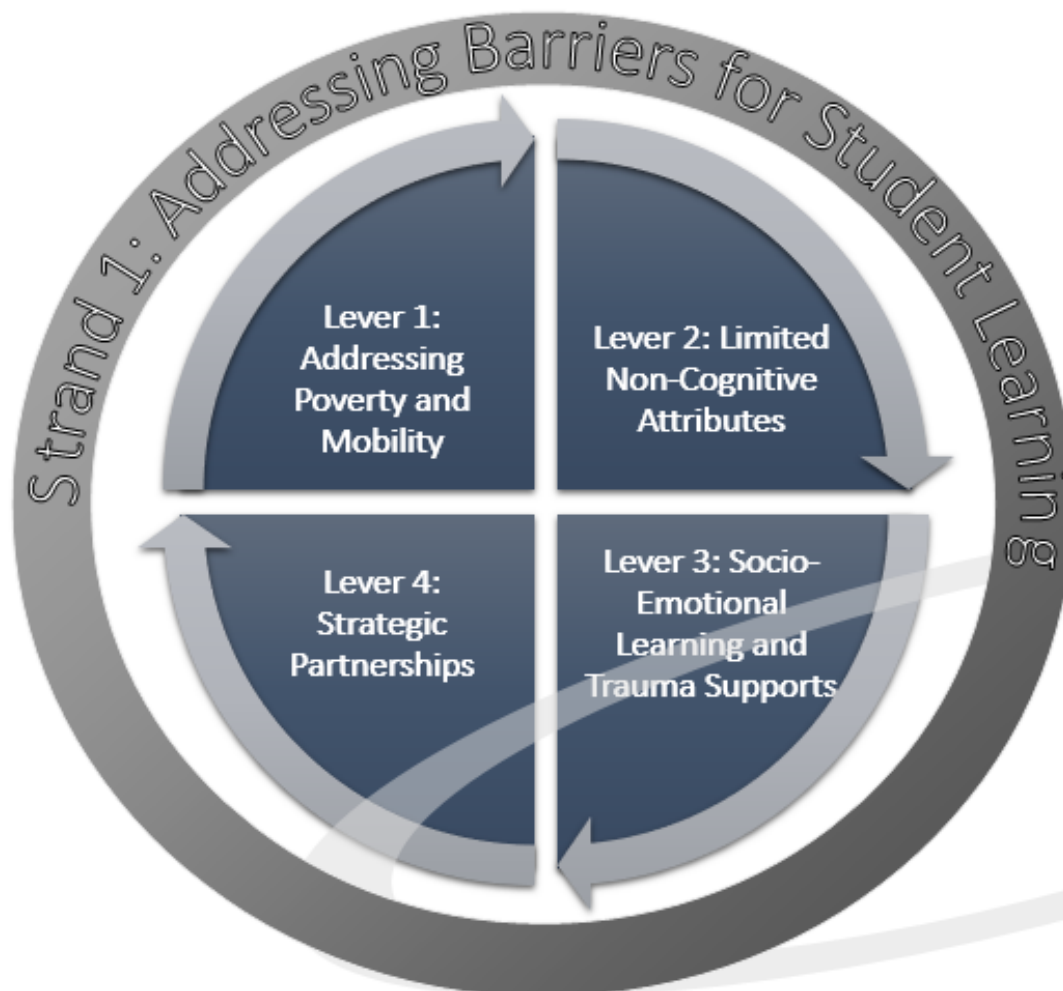 Strand 1: Addressing Barriers for Student Learning
Lever 1:
Addressing
Poverty and
Mobility
Lever 2: Limited
Non-Cognitive
Attributes
Lever 3: Socio-
Emotional
Learning and
Trauma Supports
Lever 4:
Strategic
Partnerships